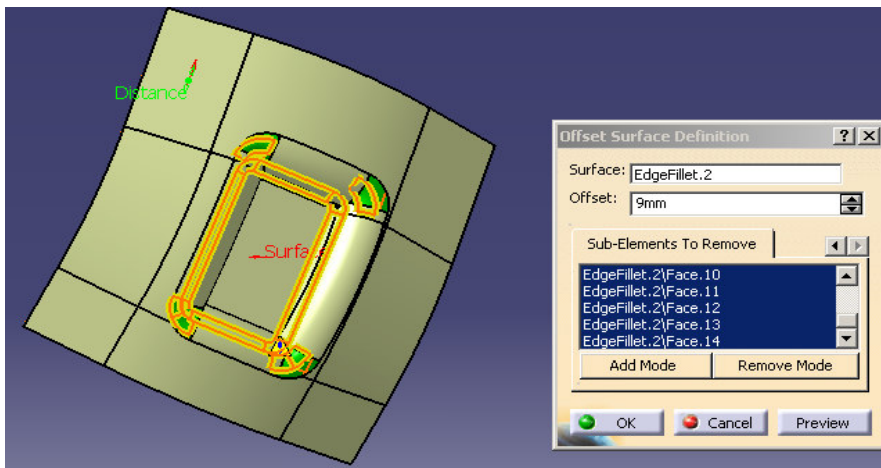 Distance
Surfa
Offset Surface Definition
Surface: EdgeFillet.2
Offset: 9mm
Sub-Elements To Remove
EdgeFillet.2\Face.10
EdgeFillet.2\Face.11
EdgeFillet.2\Face.12
EdgeFillet.2\Face.13
EdgeFillet.2\Face.14
Add Mode Remove Mode
OK Cancel Preview